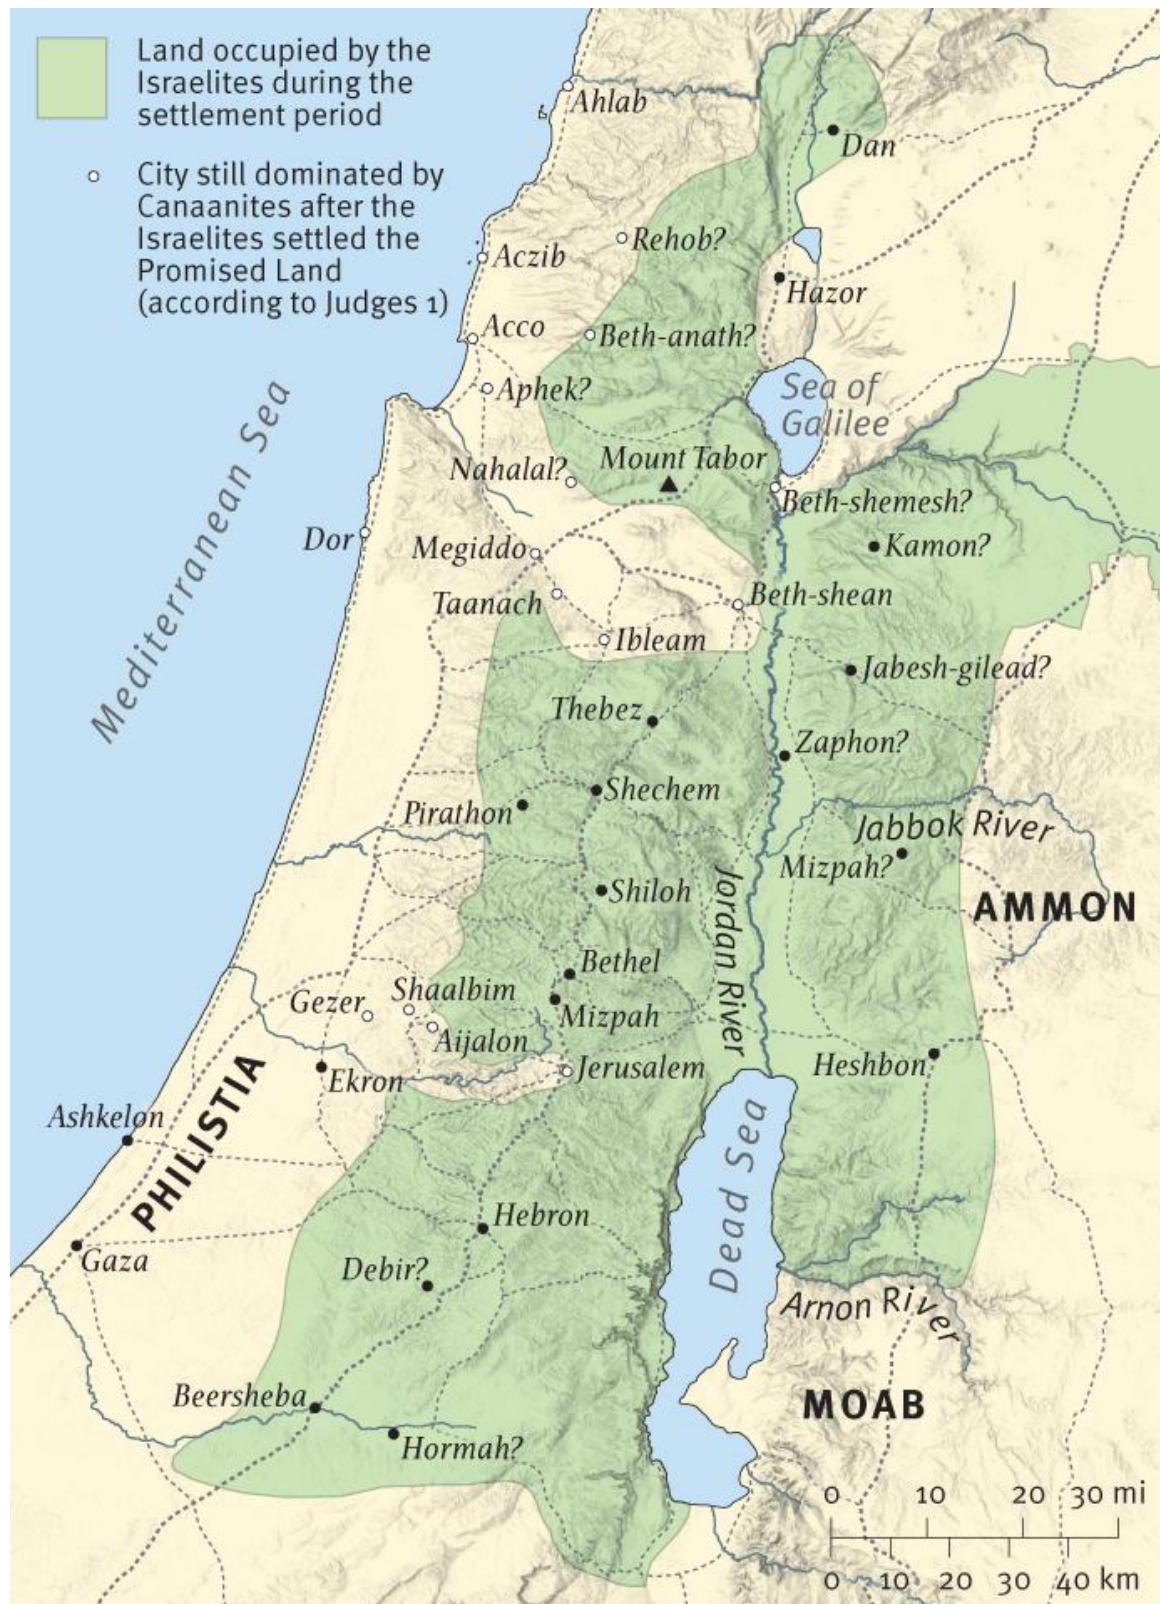 Land occupied by the
Israelites during the
settlement period
City still dominated by
Canaanites after the
Israelites settled the
Promised Land
(according to Judges 1)
Ahlab
Dan
Rehob?
Aczib
Hazor
Acco
Beth-anath?
Aphek?
Sea of
Galilee
Mediterranean Sea
Nahalal?
Mount Tabor
Beth-shemesh?
Dor
Megiddo
Kamon?
Taanach
Beth-shean
Ibleam
Jabesh-gilead?
Thebez
Zaphon?
Shechem
Pirathon
Jabbok River
Mizpah?
Shiloh
AMMON
Jordan River
Bethel
Gezer
Shaalbim
Mizpah
Aijalon
Jerusalem
Heshbon
Ekron
Ashkelon
PHILISTIA
Dead Sea
Hebron
Gaza
Debir?
Arnon River
Beersheba
MOAB
Hormah?
0 10 20 30 mi
0 10 20 30 40 km